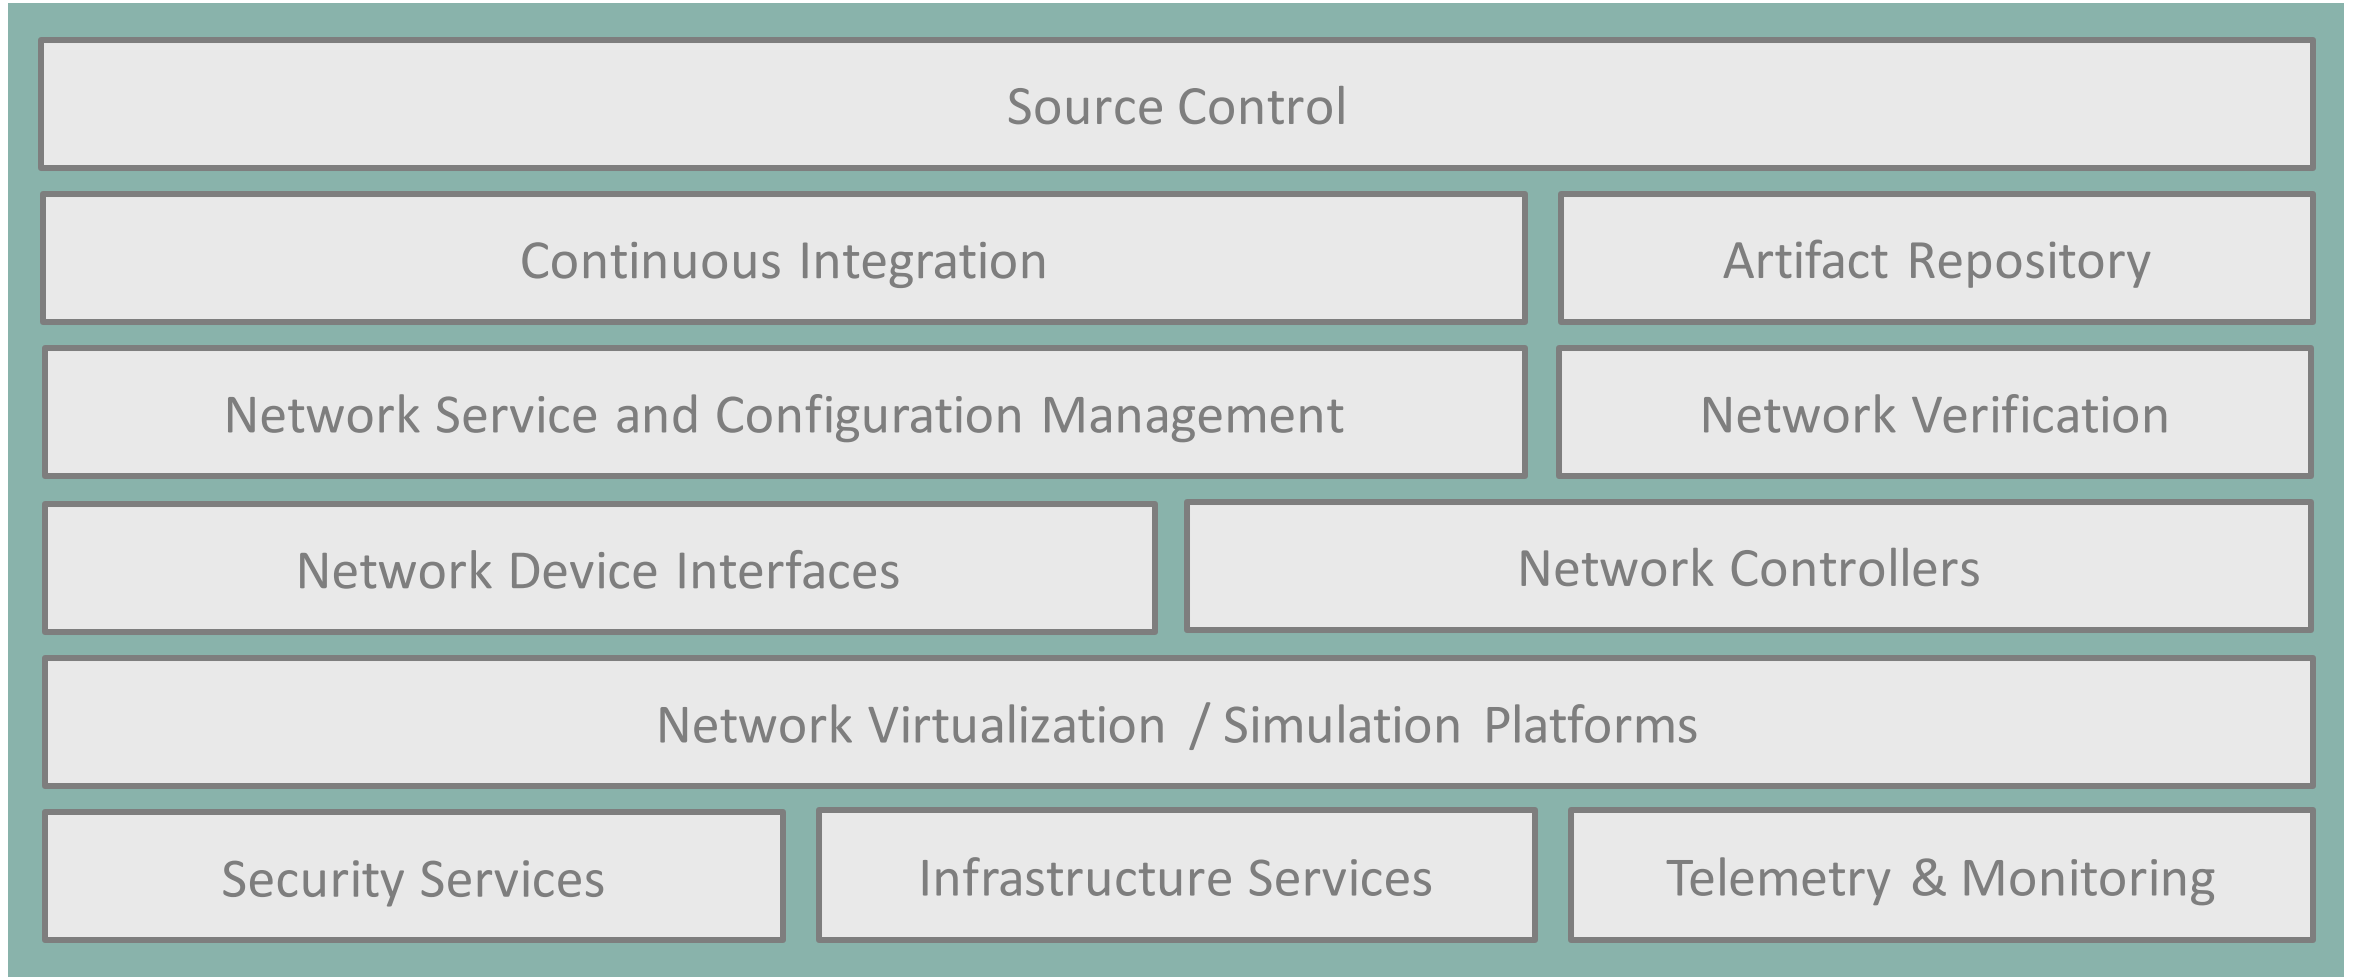 Source Control
Continuous Integration
Artifact Repository
Network Service and Configuration Management
Network Verification
Network Device Interfaces
Network Controllers
Network Virtualization / Simulation Platforms
Security Services
Infrastructure Services
Telemetry & Monitoring